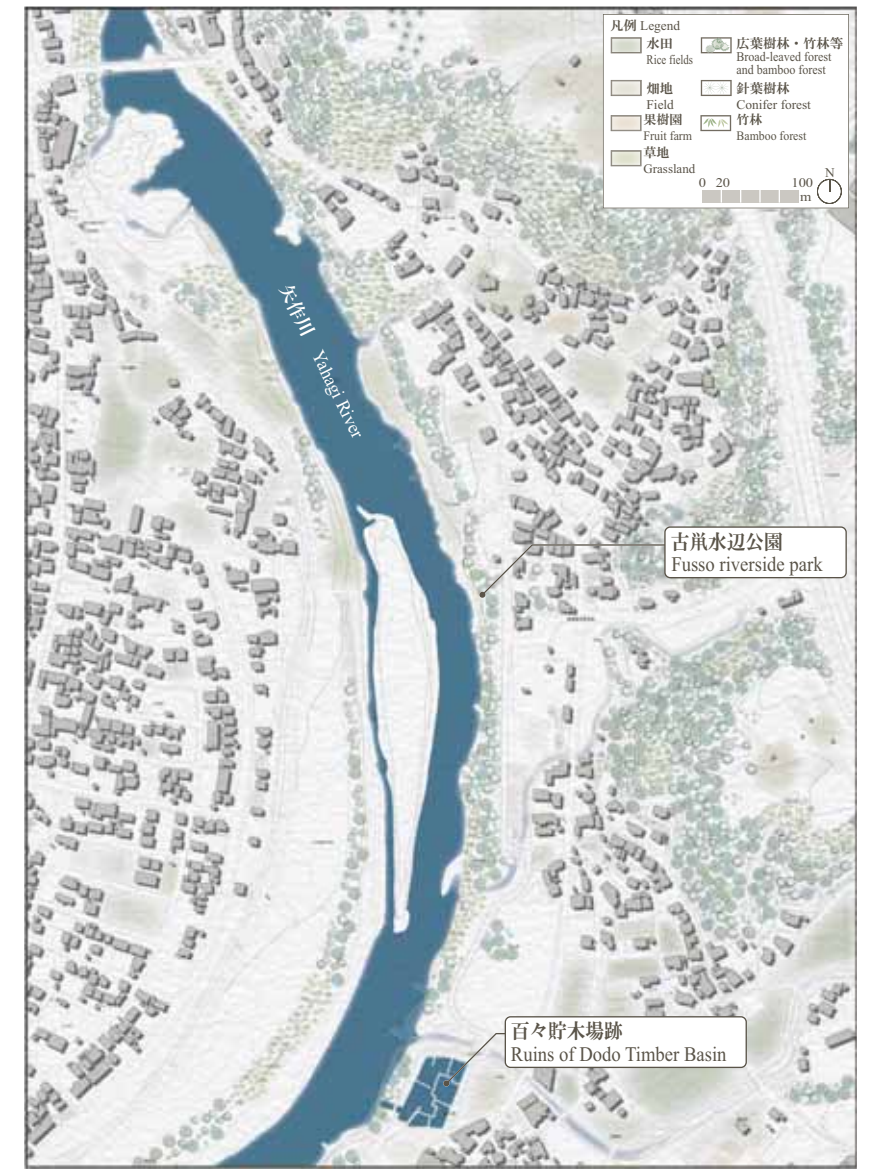 凡例 Legend
水田
Rice fields
広葉樹林・竹林等
Broad-leaved forest
and bamboo forest
畑地
Field
針葉樹林
Conifer forest
果樹園
Fruit farm
竹林
Bamboo forest
草地
Grassland
0 20 100
m
N
矢作川 Yahagi River
古鼡水辺公園
Fusso riverside park
百々貯木場跡
Ruins of Dodo Timber Basin